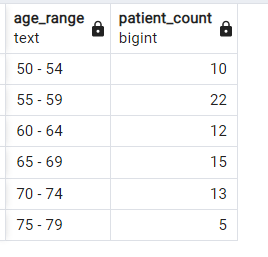 age_range patient_count
text bigint
50 - 54 10
55 - 59 22
60 - 64 12
65 - 69 15
70 - 74 13
75 - 79 5